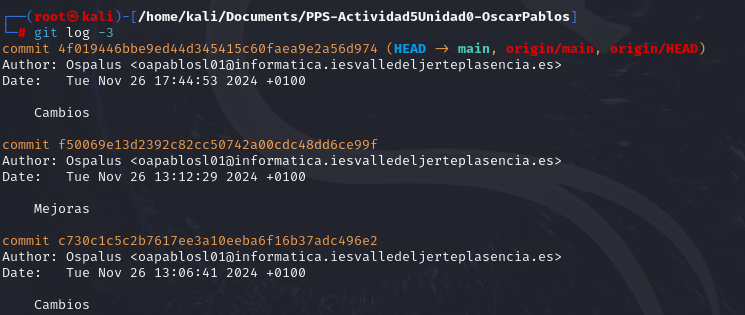 ┌──(root㉿kali)-[/home/kali/Documents/PPS-Actividad5Unidad0-OscarPablos]
└─# git log -3
commit 4f019446bbe9ed44d345415c60faea9e2a56d974 (HEAD → main, origin/main, origin/HEAD)
Author: Ospalus <oapablosl01@informatica.iesvalledeljerteplasencia.es>
Date:   Tue Nov 26 17:44:53 2024 +0100
Cambios
commit f50069e13d2392c82cc50742a00cdc48dd6ce99f
Author: Ospalus <oapablosl01@informatica.iesvalledeljerteplasencia.es>
Date:   Tue Nov 26 13:12:29 2024 +0100
Mejoras
commit c730c1c5c2b7617ee3a10eeba6f16b37adc496e2
Author: Ospalus <oapablosl01@informatica.iesvalledeljerteplasencia.es>
Date:   Tue Nov 26 13:06:41 2024 +0100
Cambios